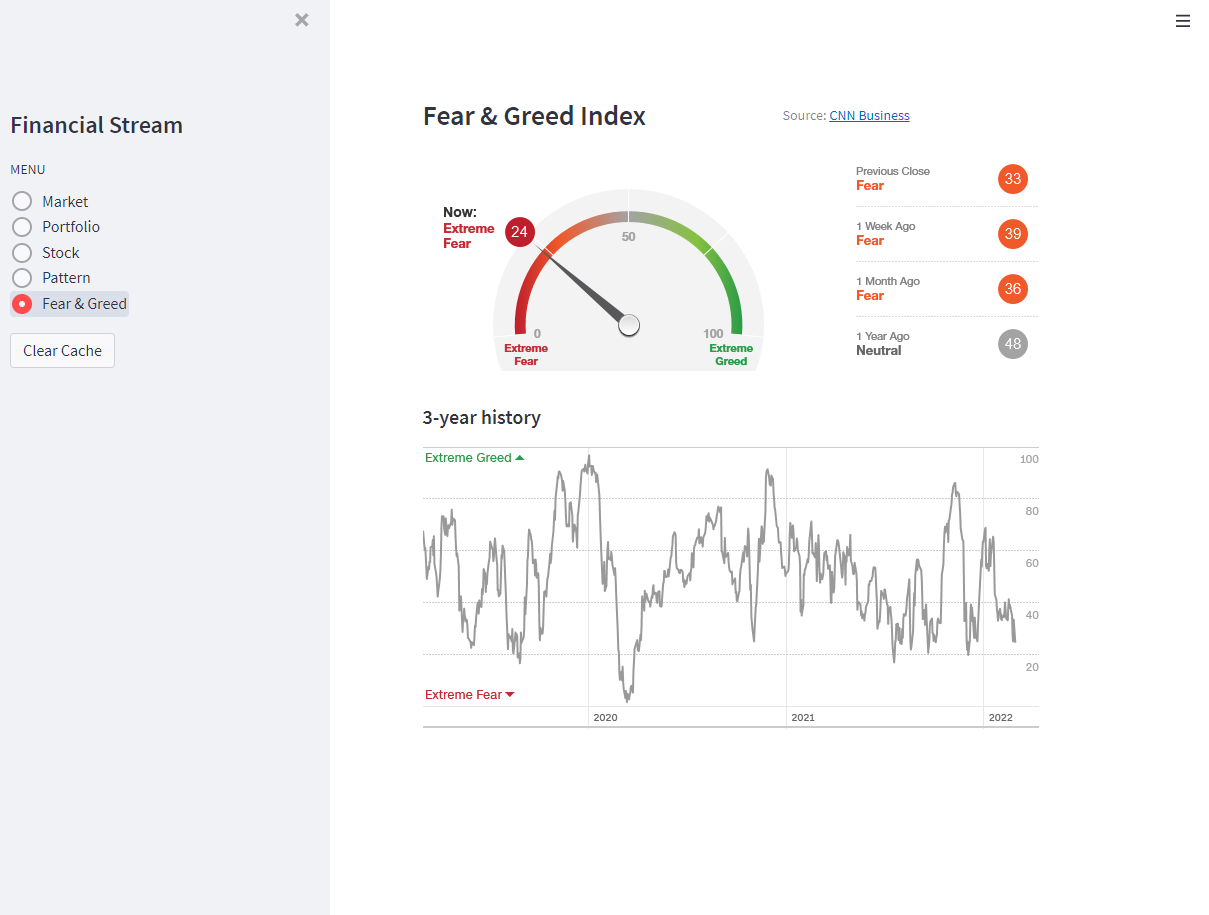 Financial Stream
MENU
Market
Portfolio
Stock
Pattern
Fear & Greed
Clear Cache
Fear & Greed Index
Source: CNN Business
Now:
Extreme
Fear
24
50
0
100
Extreme
Fear
Extreme
Greed
Previous Close
Fear
33
1 Week Ago
Fear
39
1 Month Ago
Fear
36
1 Year Ago
Neutral
48
3-year history
Extreme Greed
100
80
60
40
20
Extreme Fear
2020
2021
2022